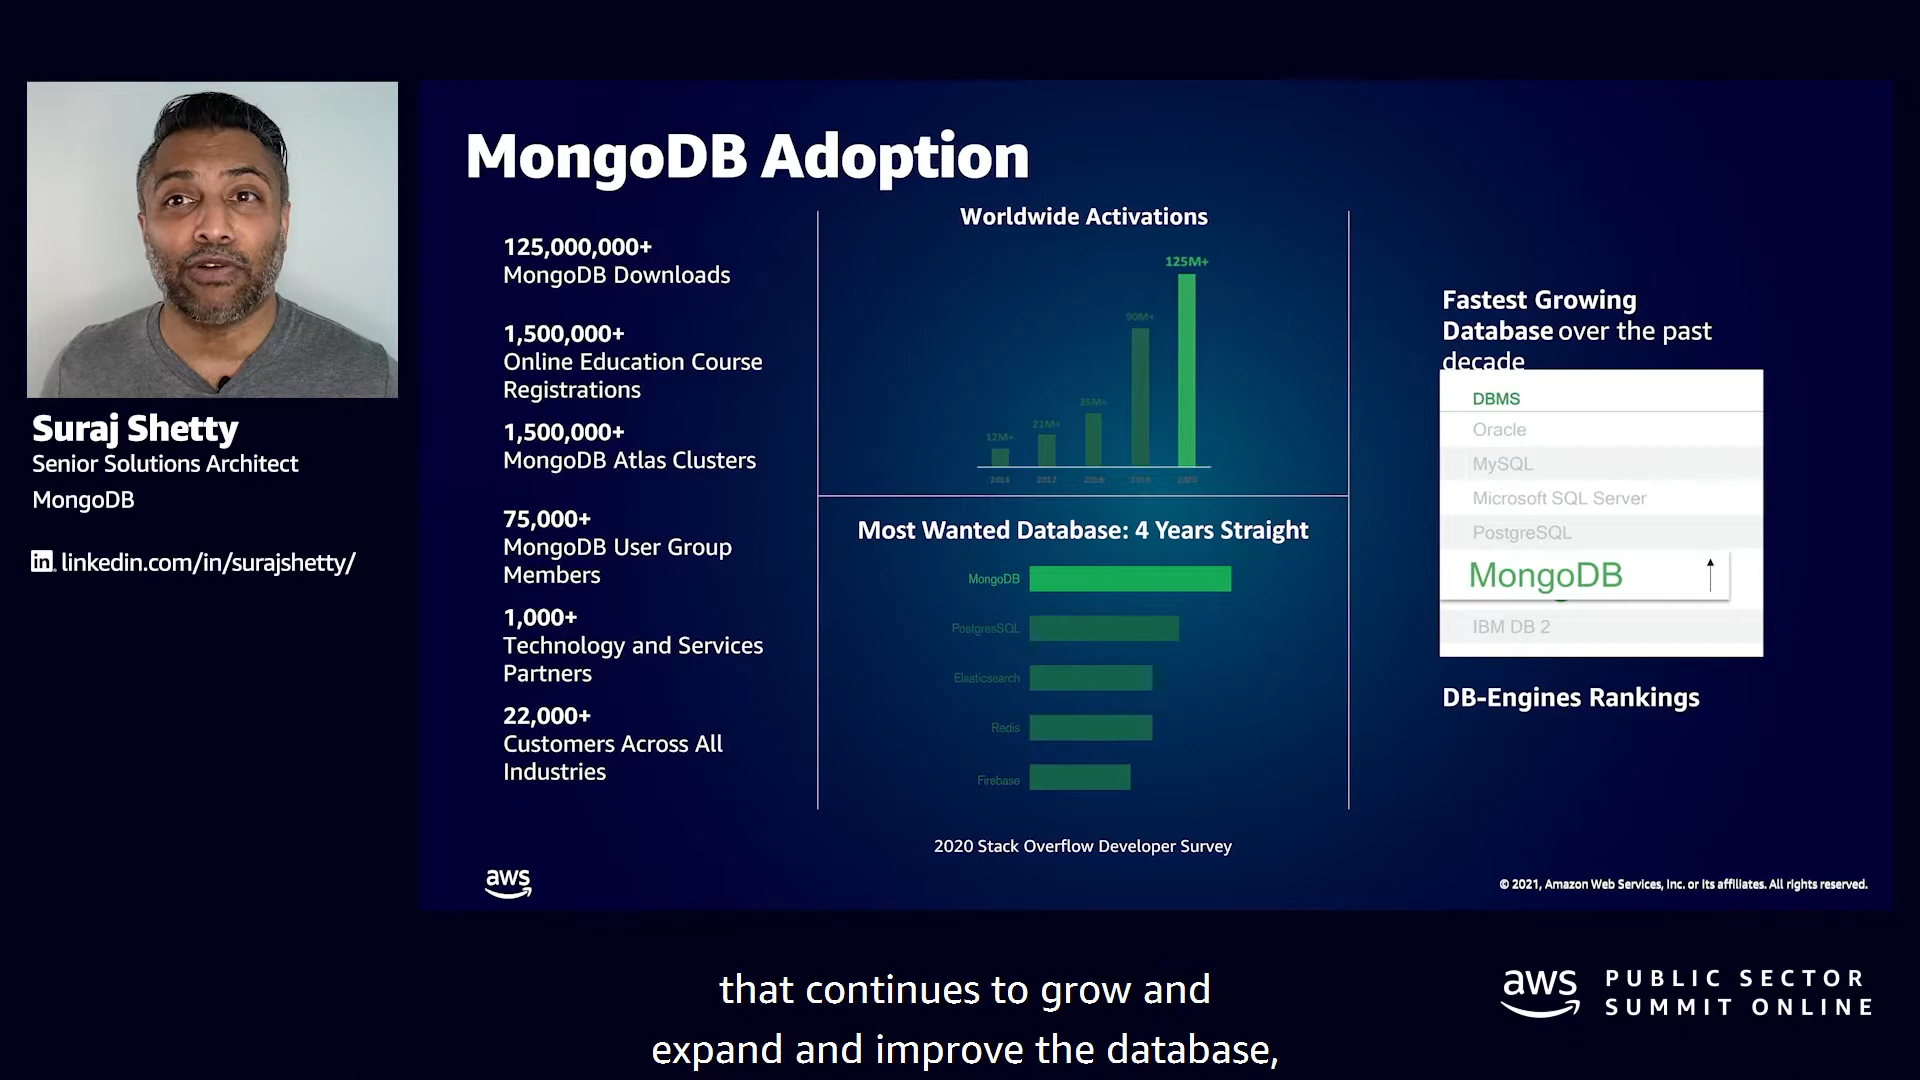 Suraj Shetty
Senior Solutions Architect
MongoDB
in linkedin.com/in/surajshetty/
MongoDB Adoption
125,000,000+
MongoDB Downloads
1,500,000+
Online Education Course
Registrations
1,500,000+
MongoDB Atlas Clusters
75,000+
MongoDB User Group
Members
1,000+
Technology and Services
Partners
22,000+
Customers Across All
Industries
Worldwide Activations
125M+
90M+
35M+
21M+
12M+
2020
Most Wanted Database: 4 Years Straight
MongoDB
PostgresSQL
Elasticsearch
Redis
Firebase
2020 Stack Overflow Developer Survey
Fastest Growing
Database over the past
decade
DBMS
Oracle
MySQL
Microsoft SQL Server
PostgreSQL
MongoDB
IBM DB 2
DB-Engines Rankings
aws
© 2021, Amazon Web Services, Inc. or its affiliates. All rights reserved.
that continues to grow and
expand and improve the database,
aws PUBLIC SECTOR
SUMMIT ONLINE